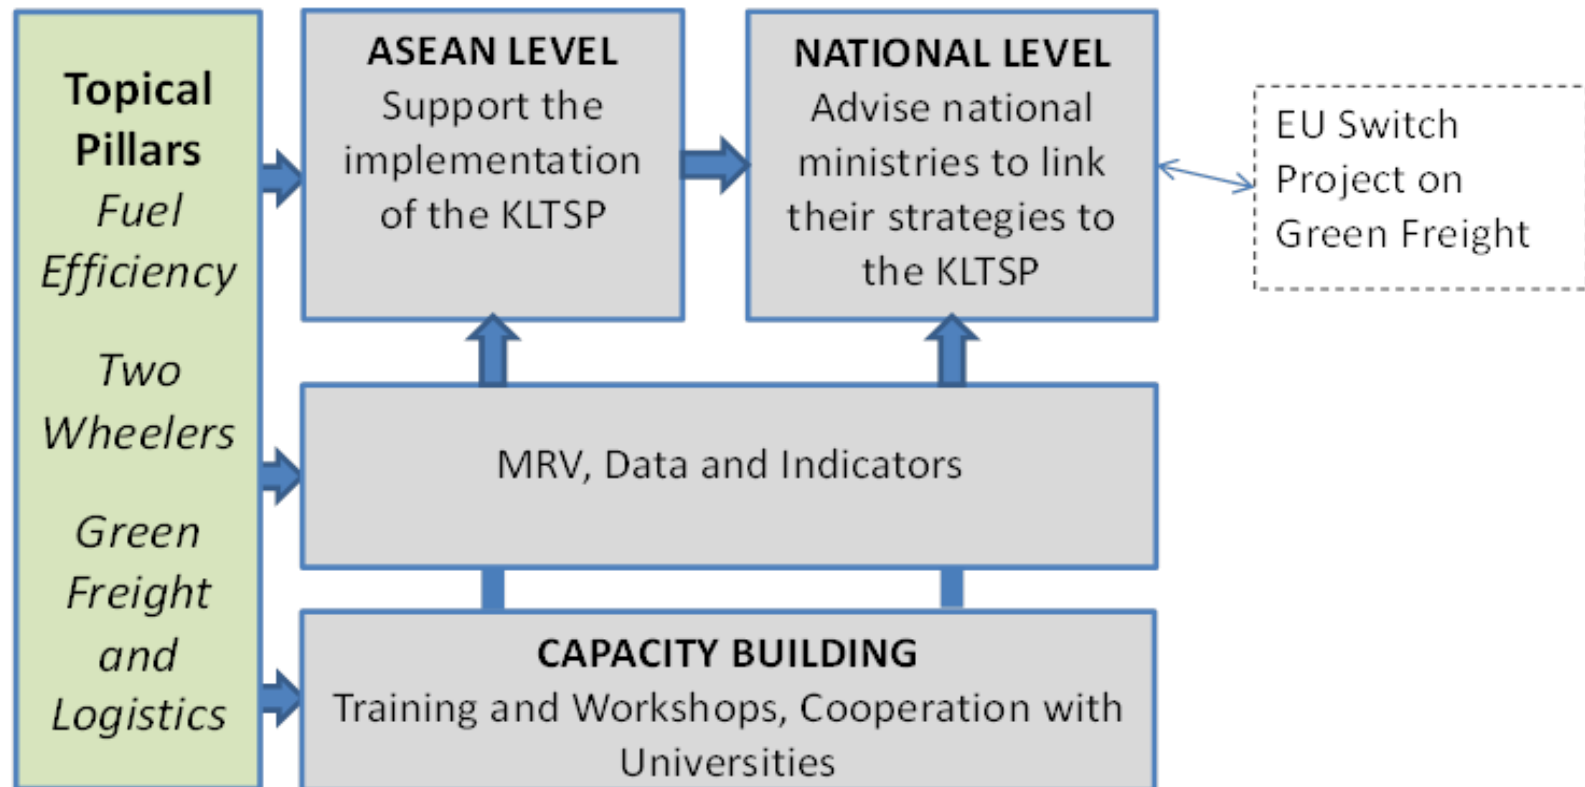 Topical
Pillars
Fuel
Efficiency
Two
Wheelers
Green
Freight
and
Logistics
ASEAN LEVEL
Support the
implementation
of the KLTSP
NATIONAL LEVEL
Advise national
ministries to link
their strategies to
the KLTSP
EU Switch
Project on
Green Freight
MRV, Data and Indicators
CAPACITY BUILDING
Training and Workshops, Cooperation with
Universities